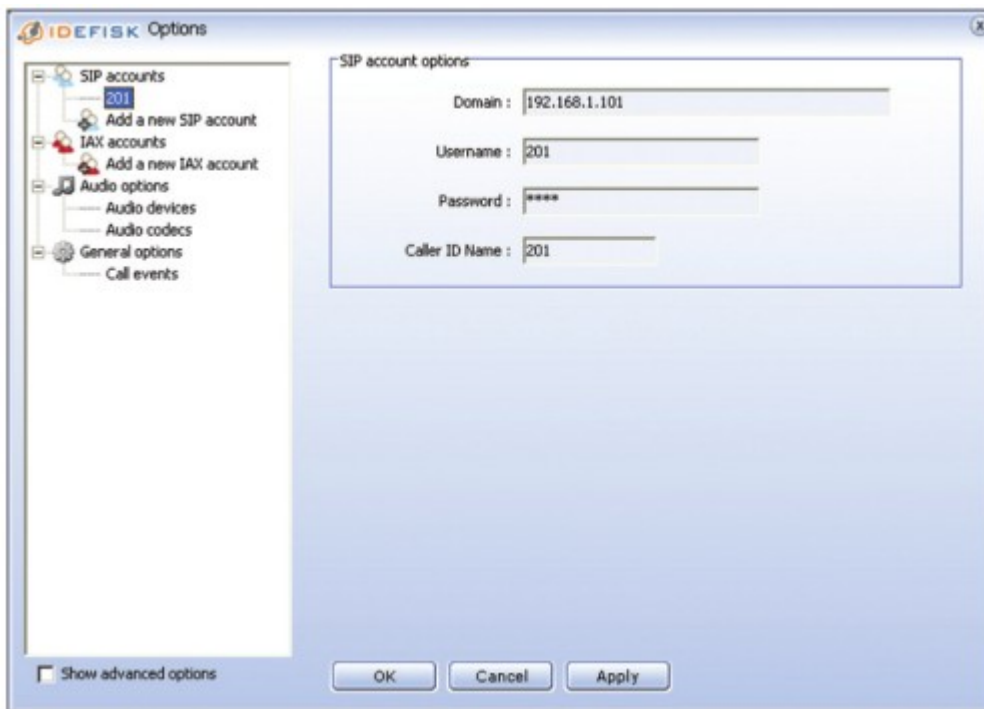 IDEFISK Options
SIP accounts
201
Add a new SIP account
IAX accounts
Add a new IAX account
Audio options
Audio devices
Audio codecs
General options
Call events
SIP account options
Domain : 192.168.1.101
Username : 201
Password : ****
Caller ID Name : 201
Show advanced options
OK Cancel Apply